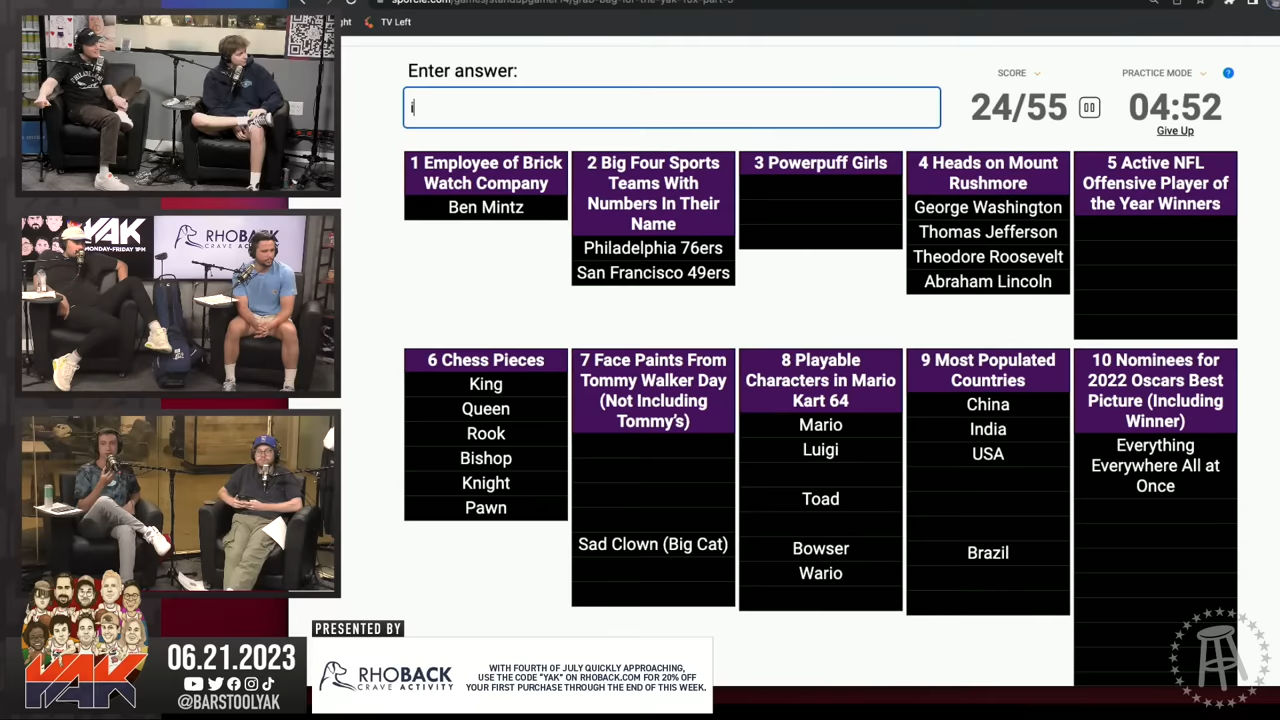 ght
TV Left
Enter answer:
i
SCORE
24/55
PRACTICE MODE
?
04:52
Give Up
1 Employee of Brick
Watch Company
Ben Mintz
2 Big Four Sports
Teams With
Numbers In Their
Name
Philadelphia 76ers
San Francisco 49ers
3 Powerpuff Girls
4 Heads on Mount
Rushmore
George Washington
Thomas Jefferson
Theodore Roosevelt
Abraham Lincoln
5 Active NFL
Offensive Player of
the Year Winners
6 Chess Pieces
King
Queen
Rook
Bishop
Knight
Pawn
7 Face Paints From
Tommy Walker Day
(Not Including
Tommy's)
Sad Clown (Big Cat)
8 Playable
Characters in Mario
Kart 64
Mario
Luigi
Toad
Bowser
Wario
9 Most Populated
Countries
China
India
USA
Brazil
10 Nominees for
2022 Oscars Best
Picture (Including
Winner)
Everything
Everywhere All at
Once
YAK
MONDAY-FRIDAY 1PM
RHOBACK
CRAVE ACTIVITY
YAK
06.21.2023
@BARSTOOLYAK
PRESENTED BY
RHOBACK
CRAVE ACTIVITY
WITH FOURTH OF JULY QUICKLY APPROACHING,
USE THE CODE "YAK" ON RHOBACK.COM FOR 20% OFF
YOUR FIRST PURCHASE THROUGH THE END OF THIS WEEK.